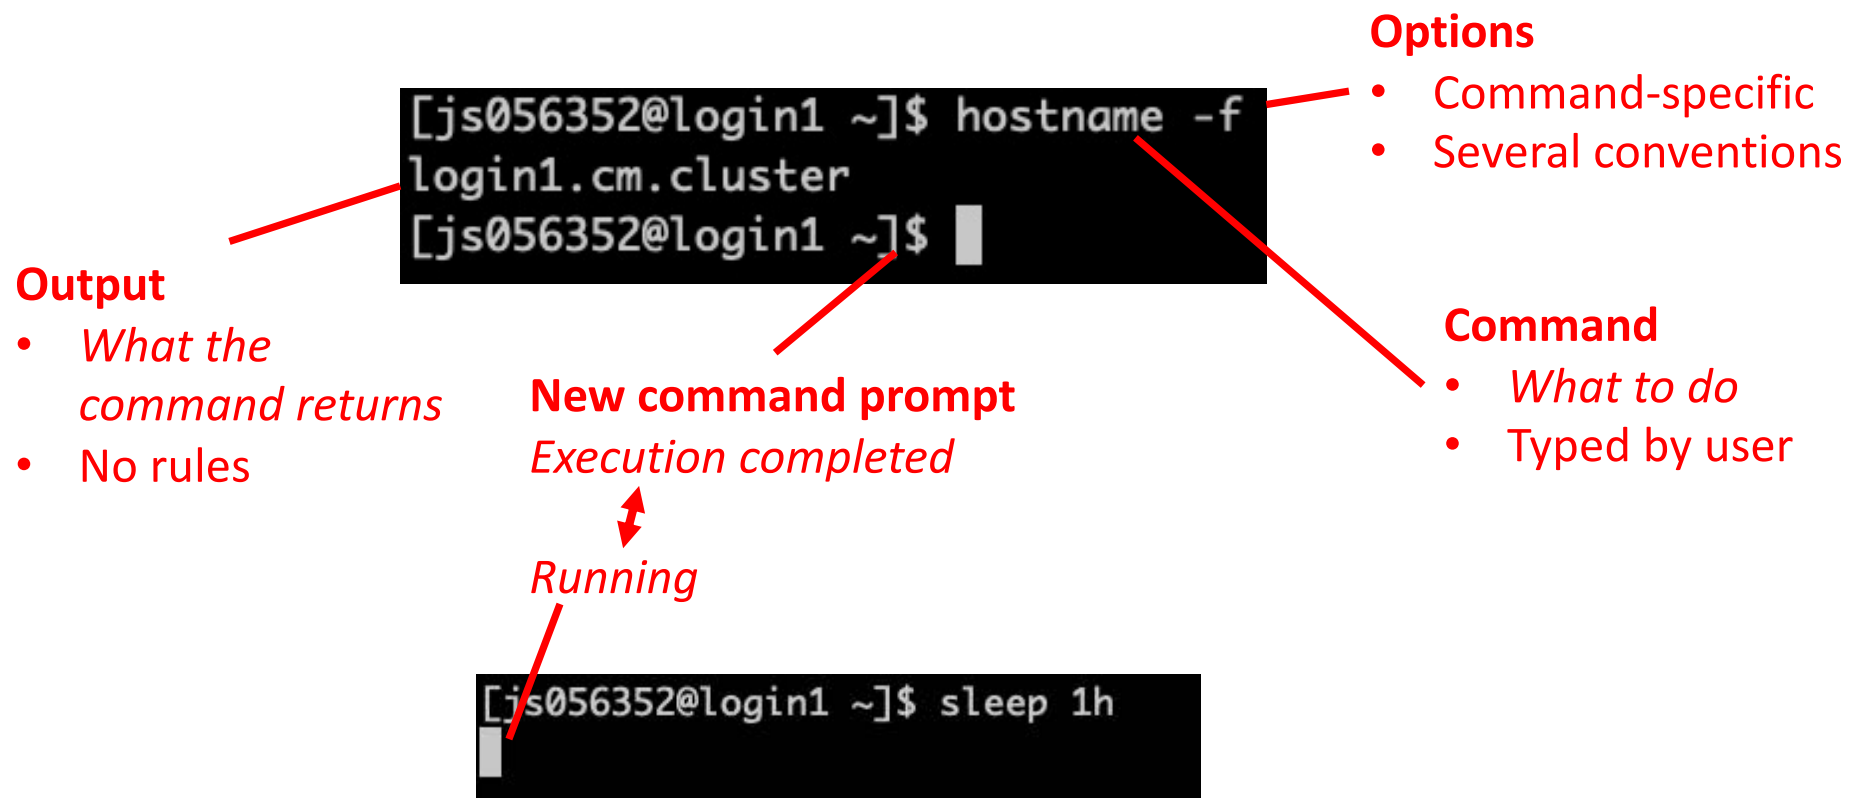 Options
• Command-specific
• Several conventions
[js056352@login1 ~]$ hostname -f
login1.cm.cluster
[js056352@login1 ~]$
Output
• What the
command returns
• No rules
New command prompt
Execution completed
Running
Command
• What to do
• Typed by user
[js056352@login1 ~]$ sleep 1h